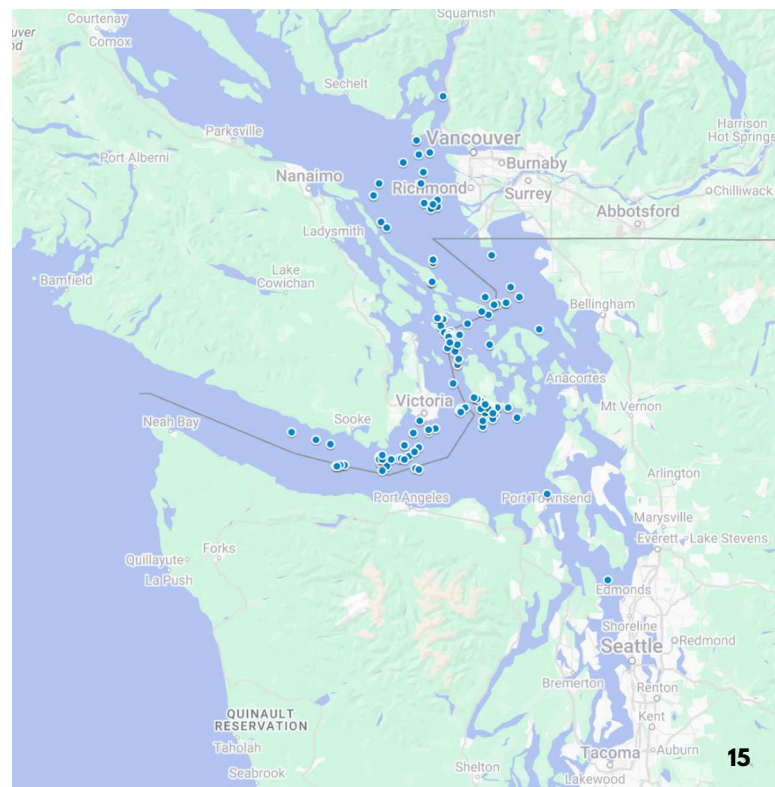 Squamish
Courtenay
uver
nd
Comox
Sechelt
Harrison
Hot Springs
Parksville
Vancouver
Port Alberni
Burnaby
Nanaimo
Richmond
Surrey
Chilliwack
Abbotsford
Ladysmith
Lake
Cowichan
Bamfield
Bellingham
Anacortes
Victoria
Mt Vernon
Sooke
Neah Bay
Arlington
Port Angeles
Port Townsend
Marysville
Everett
Lake Stevens
Forks
Quillayute
La Push
Edmonds
Shoreline
Redmond
Seattle
Bremerton
Renton
QUINAULT
RESERVATION
Kent
Taholah
Tacoma
Auburn
15
Shelton
Seabrook
Lakewood